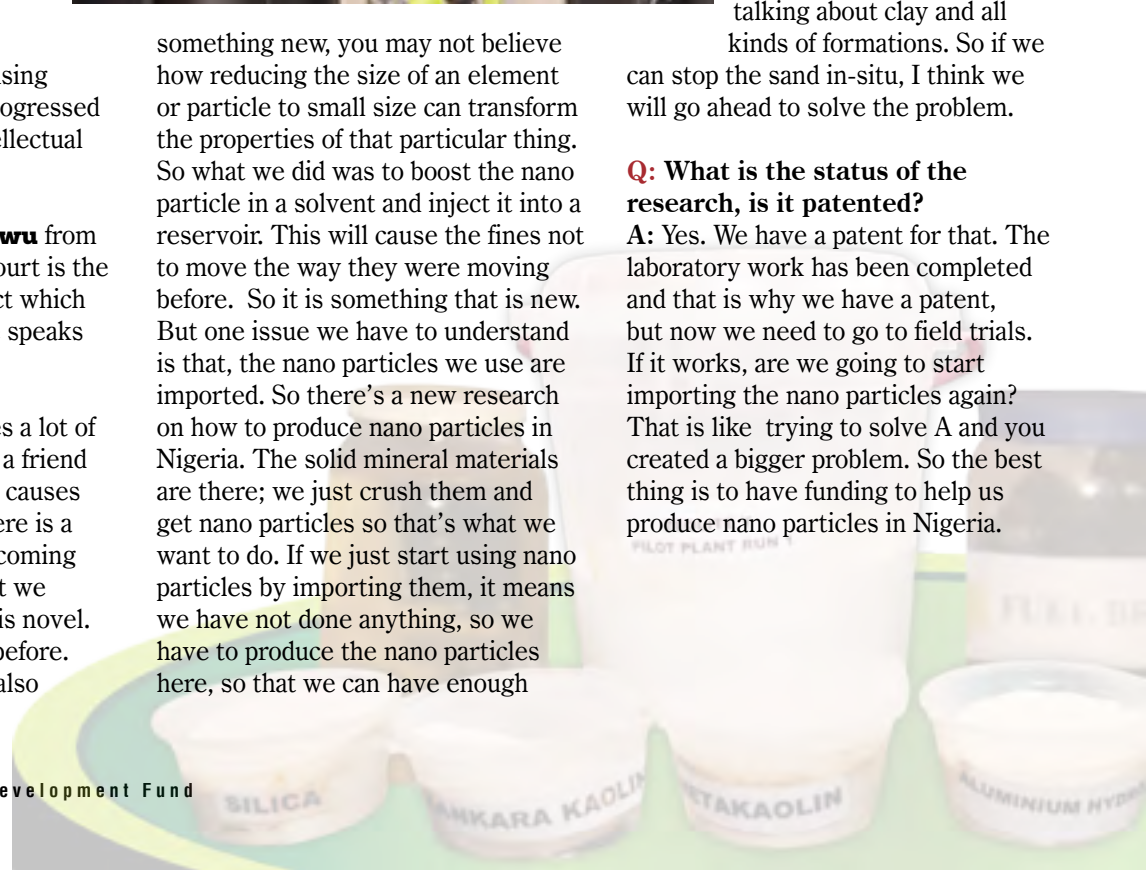 sing
ogressed
ellectual
wu from
ourt is the
ct which
speaks
es a lot of
a friend
causes
ere is a
coming
t we
is novel.
before.
also
something new, you may not believe
how reducing the size of an element
or particle to small size can transform
the properties of that particular thing.
So what we did was to boost the nano
particle in a solvent and inject it into a
reservoir. This will cause the fines not
to move the way they were moving
before.  So it is something that is new.
But one issue we have to understand
is that, the nano particles we use are
imported. So there's a new research
on how to produce nano particles in
Nigeria. The solid mineral materials
are there; we just crush them and
get nano particles so that's what we
want to do. If we just start using nano
particles by importing them, it means
we have not done anything, so we
have to produce the nano particles
here, so that we can have enough
talking about clay and all
kinds of formations. So if we
can stop the sand in-situ, I think we
will go ahead to solve the problem.
Q: What is the status of the
research, is it patented?
A: Yes. We have a patent for that. The
laboratory work has been completed
and that is why we have a patent,
but now we need to go to field trials.
If it works, are we going to start
importing the nano particles again?
That is like  trying to solve A and you
created a bigger problem. So the best
thing is to have funding to help us
produce nano particles in Nigeria.
PILOT PLANT RUN 1
FUEL
evelopment Fund
SILICA
ANKARA KAOLIN
ETAKAOLIN
ALUMINIUM HYD